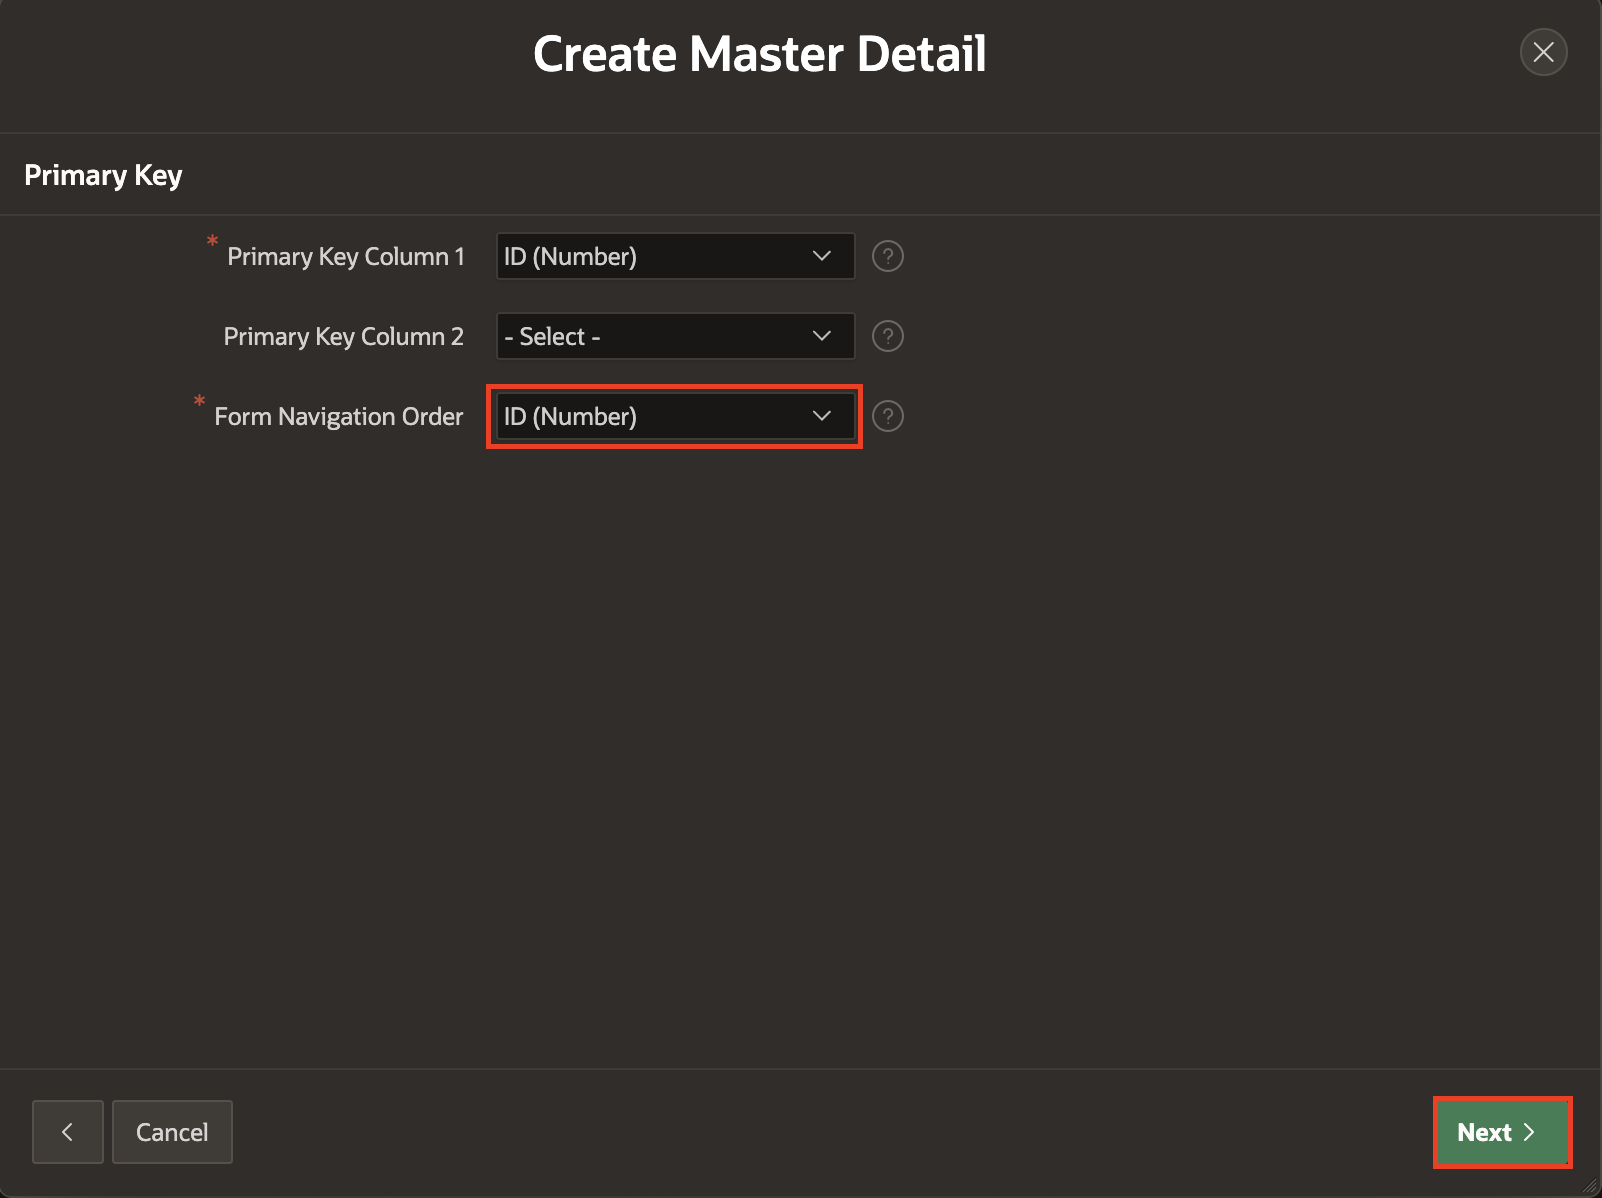 Create Master Detail
Primary Key
* Primary Key Column 1 ID (Number) ?
Primary Key Column 2 - Select - ?
* Form Navigation Order ID (Number) ?
Cancel
Next